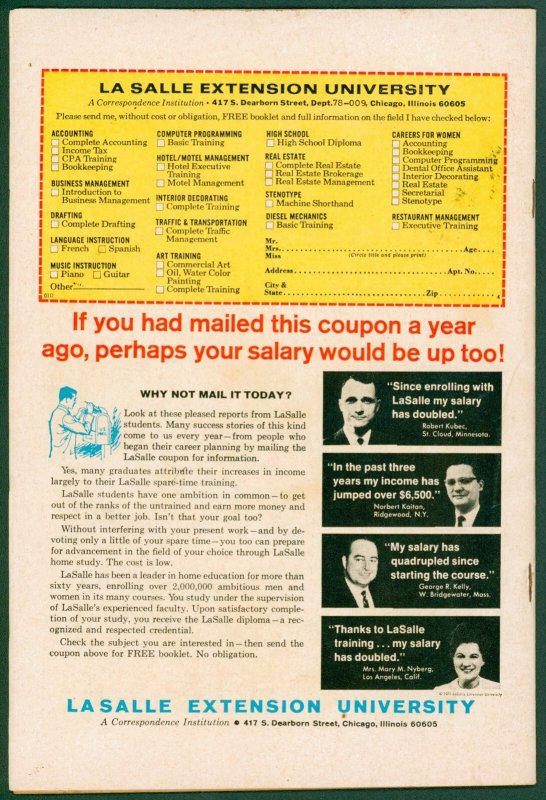 LA SALLE EXTENSION UNIVERSITY
A Correspondence Institution • 417 S. Dearborn Street, Dept. 78-009, Chicago, Illinois 60605
Please send me, without cost or obligation, FREE booklet and full information on the field I have checked below:
ACCOUNTING
Complete Accounting
Income Tax
CPA Training
Bookkeeping
BUSINESS MANAGEMENT
Introduction to
Business Management
DRAFTING
Complete Drafting
LANGUAGE INSTRUCTION
French Spanish
MUSIC INSTRUCTION
Piano Guitar
Other
010
COMPUTER PROGRAMMING
Basic Training
HOTEL/MOTEL MANAGEMENT
Hotel Executive
Training
Motel Management
INTERIOR DECORATING
Complete Training
TRAFFIC & TRANSPORTATION
Complete Traffic
Management
ART TRAINING
Commercial Art
Oil, Water Color
Painting
Complete Training
HIGH SCHOOL
High School Diploma
REAL ESTATE
Complete Real Estate
Real Estate Brokerage
Real Estate Management
STENOTYPE
Machine Shorthand
DIESEL MECHANICS
Basic Training
CAREERS FOR WOMEN
Accounting
Bookkeeping
Computer Programming
Dental Office Assistant
Interior Decorating
Real Estate
Secretarial
Stenotype
RESTAURANT MANAGEMENT
Executive Training
Mr.
Mrs. Age
Miss (Circle title and please print)
Address Apt. No.
City &
State Zip
4
If you had mailed this coupon a year
ago, perhaps your salary would be up too!
WHY NOT MAIL IT TODAY?
Look at these pleased reports from LaSalle
students. Many success stories of this kind
come to us every year—from people who
began their career planning by mailing the
LaSalle coupon for information.
Yes, many graduates attribute their increases in income
largely to their LaSalle spare-time training.
LaSalle students have one ambition in common—to get
out of the ranks of the untrained and earn more money and
respect in a better job. Isn't that your goal too?
Without interfering with your present work—and by de-
voting only a little of your spare time—you too can prepare
for advancement in the field of your choice through LaSalle
home study. The cost is low.
LaSalle has been a leader in home education for more than
sixty years, enrolling over 2,000,000 ambitious men and
women in its many courses. You study under the supervision
of LaSalle's experienced faculty. Upon satisfactory comple-
tion of your study, you receive the LaSalle diploma—a rec-
ognized and respected credential.
Check the subject you are interested in—then send the
coupon above for FREE booklet. No obligation.
"Since enrolling with
LaSalle my salary
has doubled."
Robert Kubec,
St. Cloud, Minnesota.
"In the past three
years my income has
jumped over $6,500."
Norbert Kaitan,
Ridgewood, N.Y.
"My salary has
quadrupled since
starting the course."
George R. Kelly,
W. Bridgewater, Mass.
"Thanks to LaSalle
training ... my salary
has doubled."
Mrs. Mary M. Nyberg,
Los Angeles, Calif.
© 1971 LaSalle Extension University
LA SALLE EXTENSION UNIVERSITY
A Correspondence Institution • 417 S. Dearborn Street, Chicago, Illinois 60605